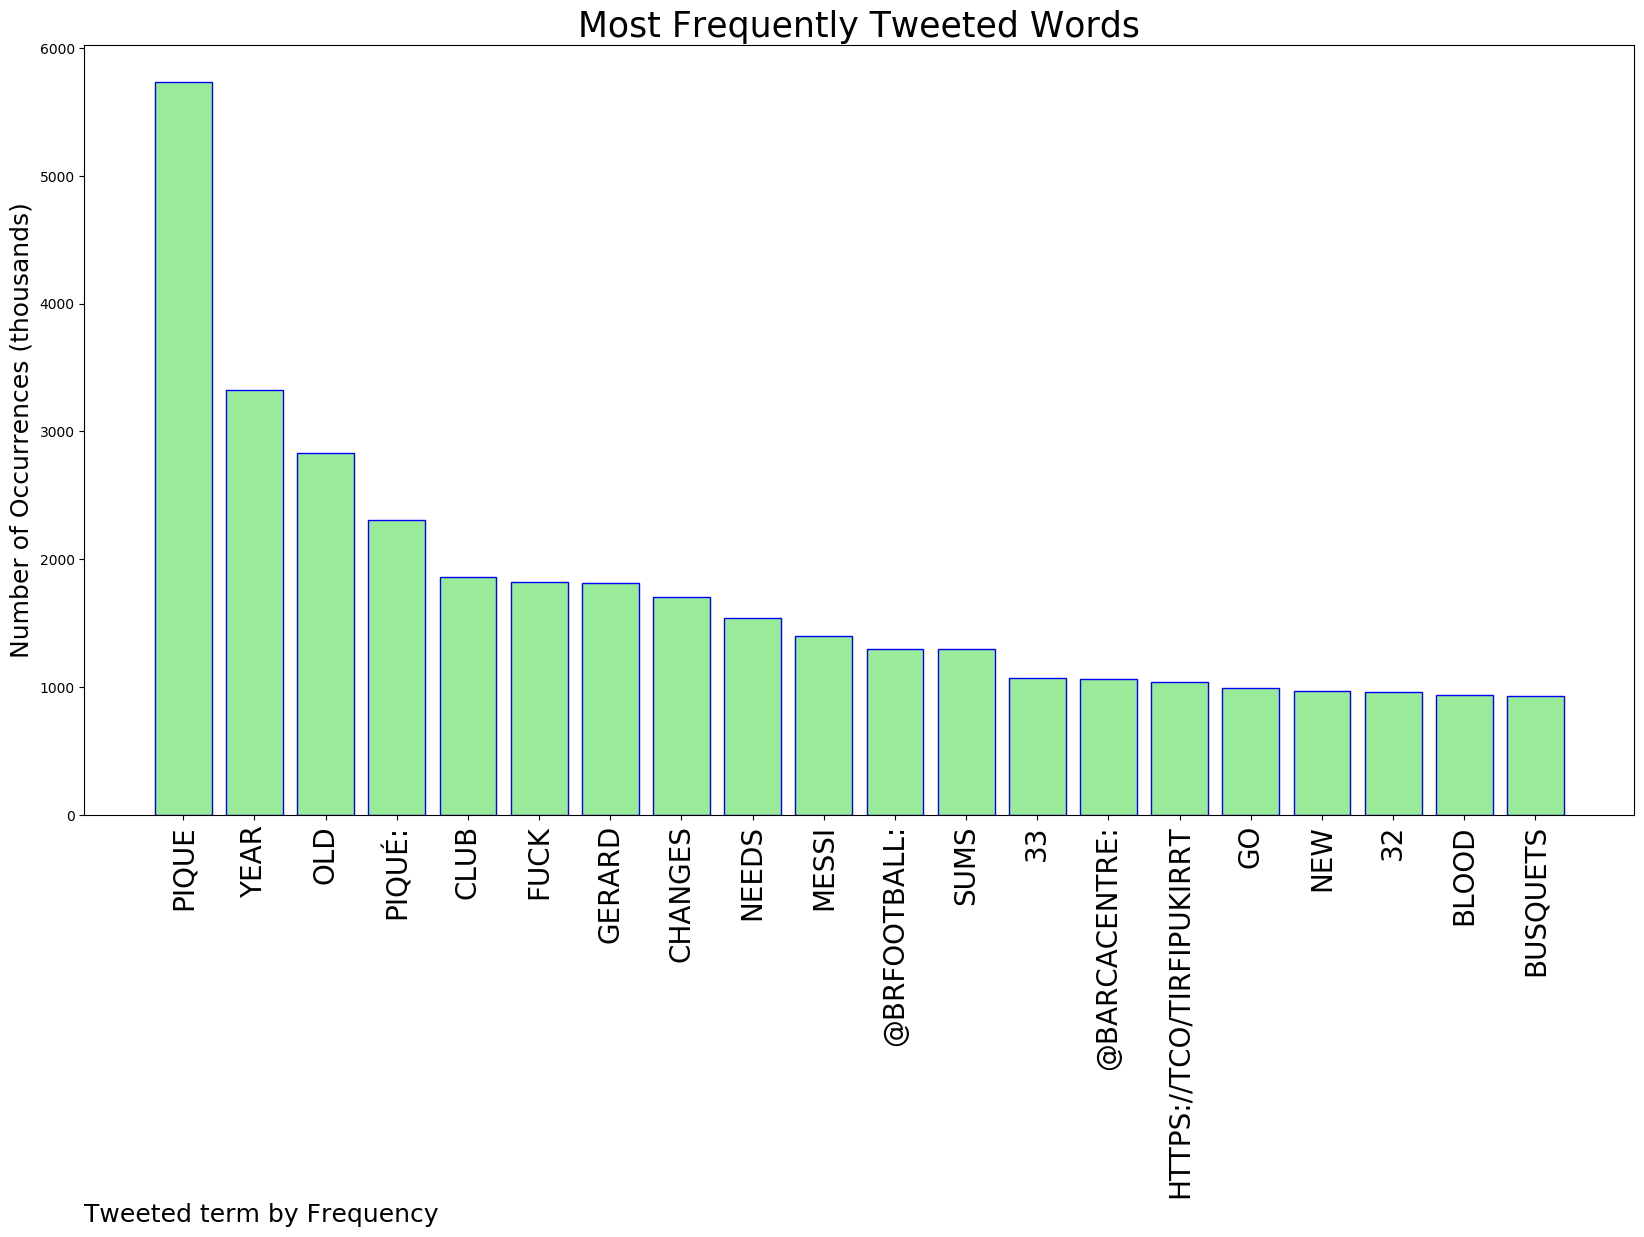 Most Frequently Tweeted Words
Number of Occurrences (thousands)
6000
5000
4000
3000
2000
1000
0
PIQUE
YEAR
OLD
PIQUÉ:
CLUB
FUCK
GERARD
CHANGES
NEEDS
MESSI
@BRFOOTBALL:
SUMS
33
@BARCACENTRE:
HTTPS://TCO/TIRFIPUKIRRT
GO
NEW
32
BLOOD
BUSQUETS
Tweeted term by Frequency